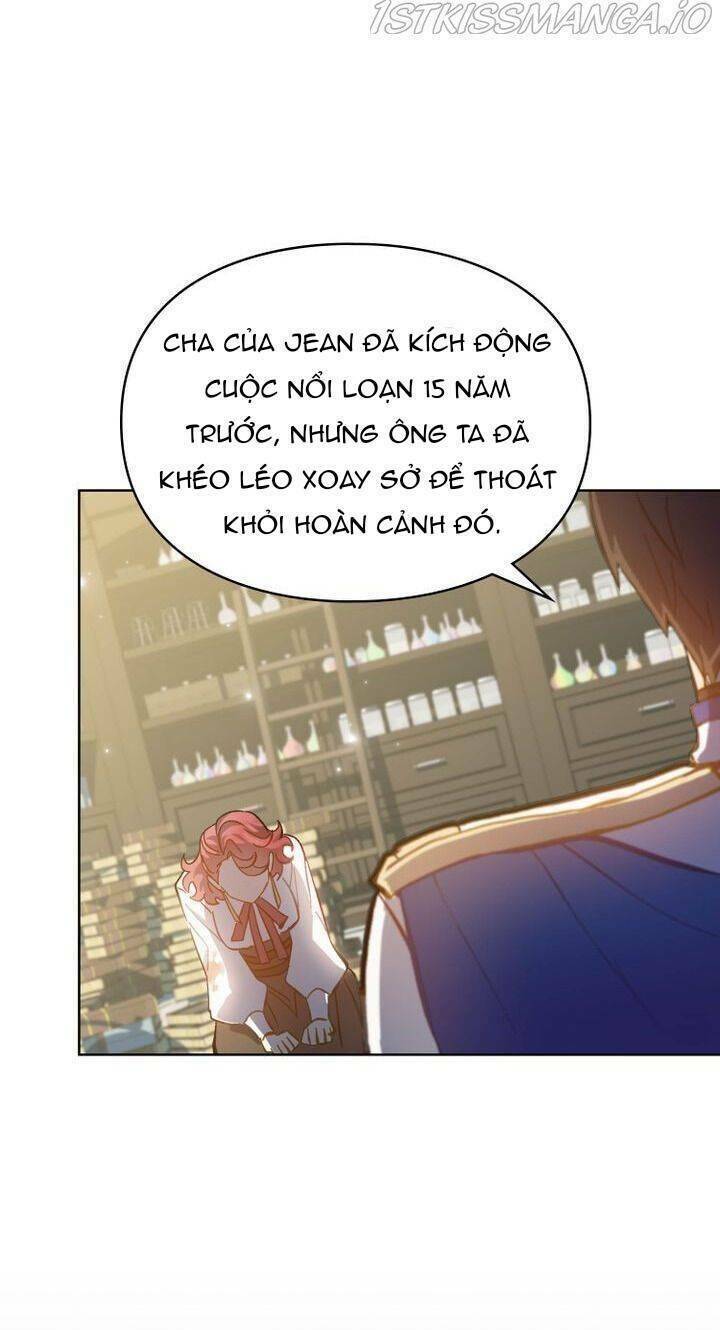 1STKISSMANGA.IO
CHA CỦA JEAN ĐÃ KÍCH ĐỘNG
CUỘC NỔI LOẠN 15 NĂM
TRƯỚC, NHƯNG ÔNG TA ĐÃ
KHÉO LÉO XOAY SỞ ĐỂ THOÁT
KHỎI HOÀN CẢNH ĐÓ.